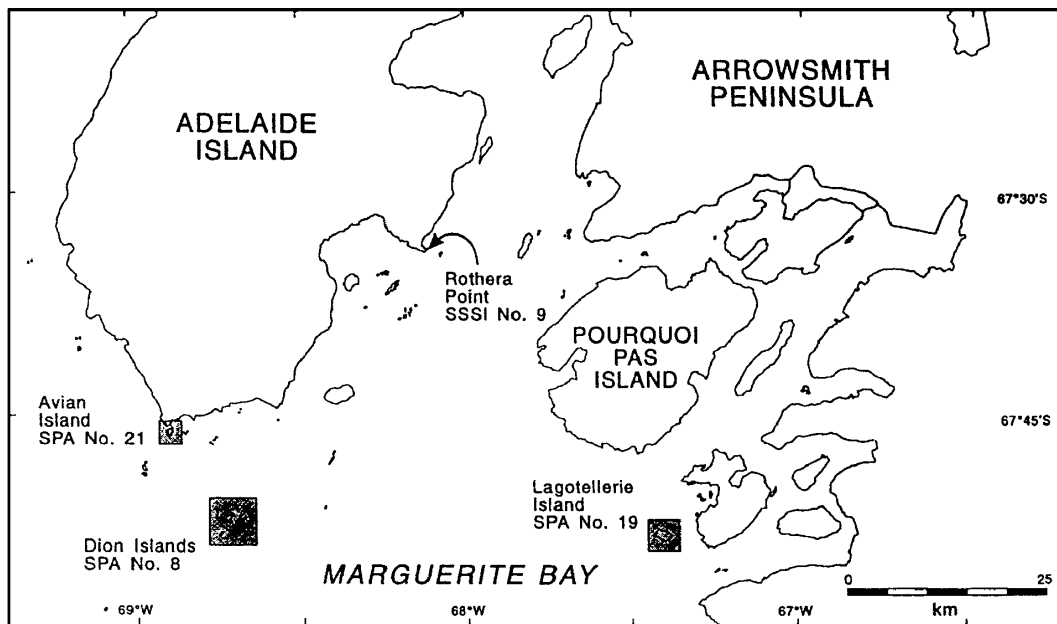 ARROWSMITH
PENINSULA
ADELAIDE
ISLAND
67°30'S
Rothera
Point
SSSI No. 9
POURQUOI
PAS
ISLAND
Avian
Island
SPA No. 21
67°45'S
Lagotellerie
Island
SPA No. 19
Dion Islands
SPA No. 8
MARGUERITE BAY
0 25
km
69°W 68°W 67°W